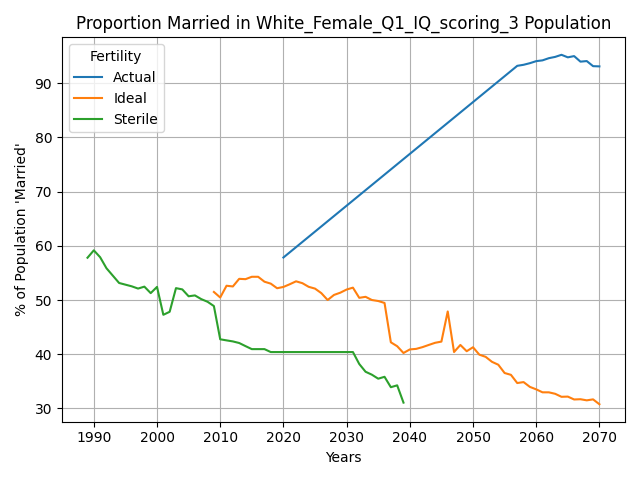 Proportion Married in White_Female_Q1_IQ_scoring_3 Population
Fertility
Actual
Ideal
Sterile
% of Population 'Married'
90
80
70
60
50
40
30
1990
2000
2010
2020
2030
2040
2050
2060
2070
Years